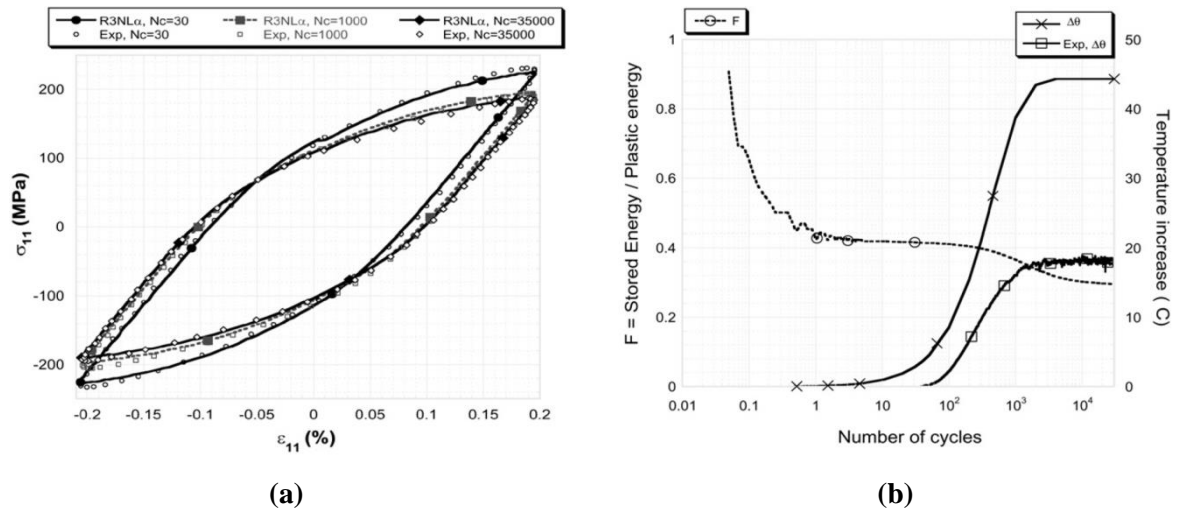 R3NLα, Nc=30 R3NLα, Nc=1000 R3NLα, Nc=35000
Exp, Nc=30 Exp, Nc=1000 Exp, Nc=35000
σ11 (MPa)
200
100
0
-100
-200
-0.2 -0.15 -0.1 -0.05 0 0.05 0.1 0.15 0.2
ε11 (%)
(a)
F
Δθ
Exp, Δθ
F = Stored Energy / Plastic energy
1
0.8
0.6
0.4
0.2
0
50
40
30
20
10
0
Temperature increase ( C)
0.01 0.1 1 10 10² 10³ 10⁴
Number of cycles
(b)